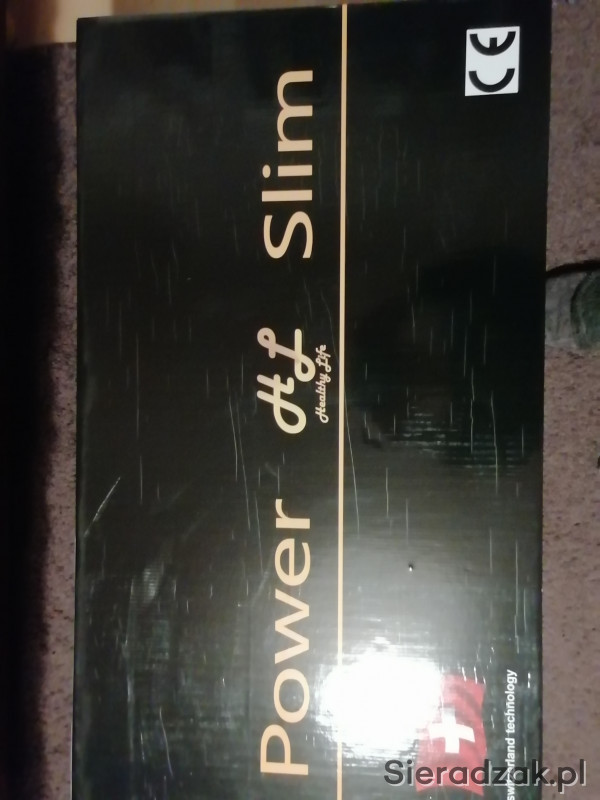 Power HL Slim
Healthy Life
CE
switzerland technology
Sieradzak.pl